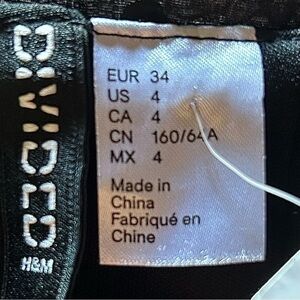 DIVIDED
H&M
EUR 34
US 4
CA 4
CN 160/64A
MX 4
Made in
China
Fabriqué en
Chine